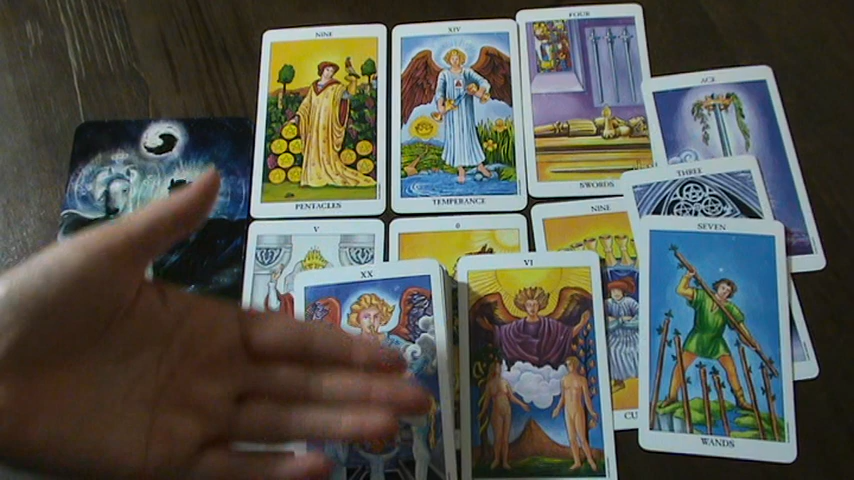 NINE
PENTACLES
XIV
TEMPERANCE
FOUR
SWORDS
ACE
THREE
V
0
NINE
CU
XX
VI
SEVEN
WANDS